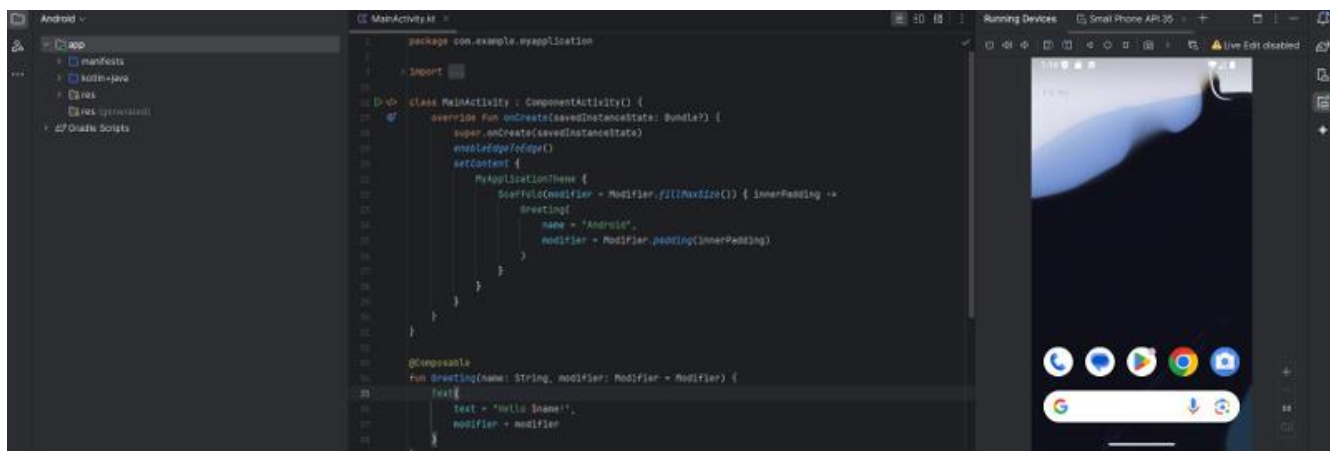 Android
MainActivity.kt
Running Devices
Small Phone API 35
Live Edit disabled
app
manifests
kotlin+java
res
res (generated)
Gradle Scripts
package com.example.myapplication
import ...
class MainActivity : ComponentActivity() {
override fun onCreate(savedInstanceState: Bundle?) {
super.onCreate(savedInstanceState)
enableEdgeToEdge()
setContent {
MyApplicationTheme {
Scaffold(modifier = Modifier.fillMaxSize()) { innerPadding ->
Greeting(
name = "Android",
modifier = Modifier.padding(innerPadding)
)
}
}
}
}
}
@Composable
fun Greeting(name: String, modifier: Modifier = Modifier) {
Text(
text = "Hello $name!",
modifier = modifier
)